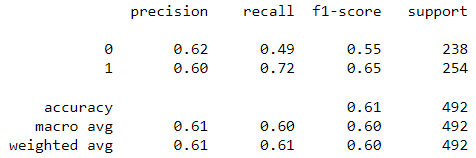 precision recall f1-score support
0 0.62 0.49 0.55 238
1 0.60 0.72 0.65 254
accuracy 0.61 492
macro avg 0.61 0.60 0.60 492
weighted avg 0.61 0.61 0.60 492